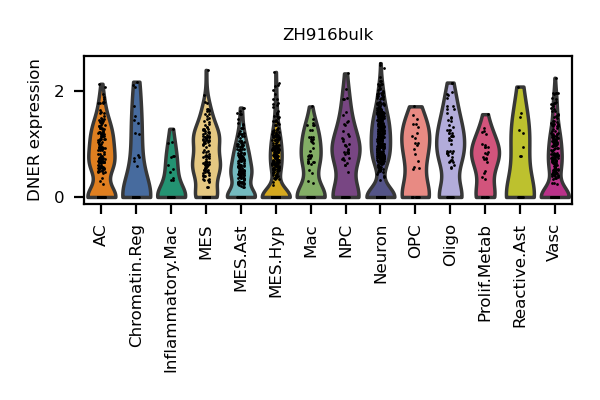 ZH916bulk
DNER expression
2
0
AC
Chromatin.Reg
Inflammatory.Mac
MES
MES.Ast
MES.Hyp
Mac
NPC
Neuron
OPC
Oligo
Prolif.Metab
Reactive.Ast
Vasc